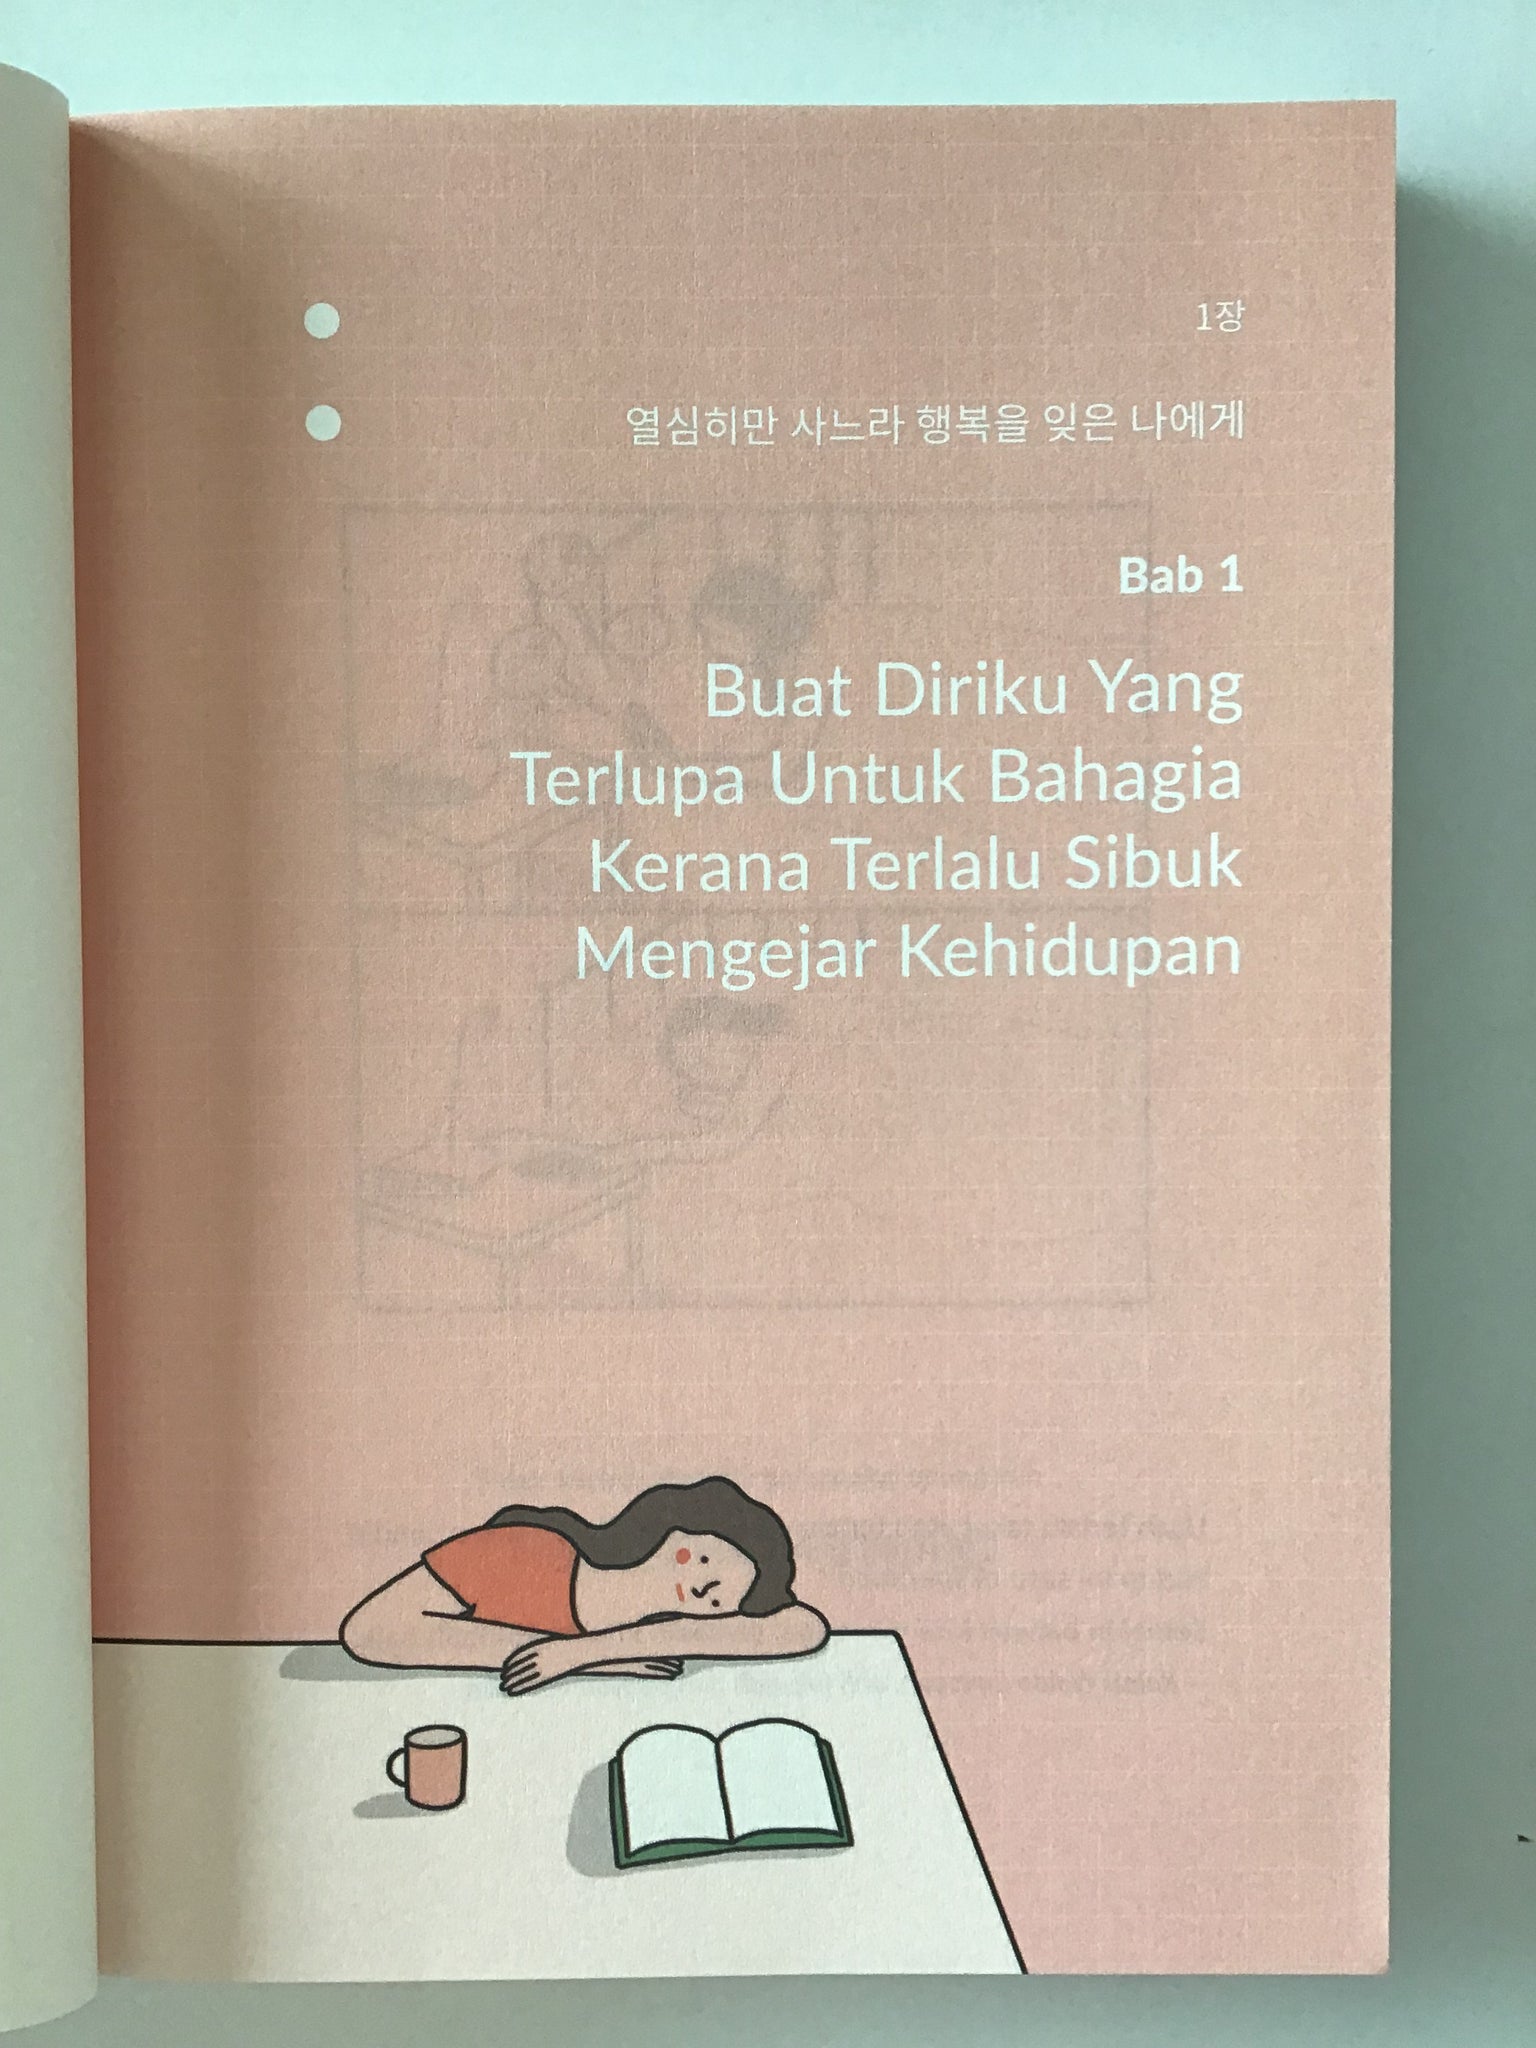 1장
열심히만 사느라 행복을 잊은 나에게
Bab 1
Buat Diriku Yang
Terlupa Untuk Bahagia
Kerana Terlalu Sibuk
Mengejar Kehidupan